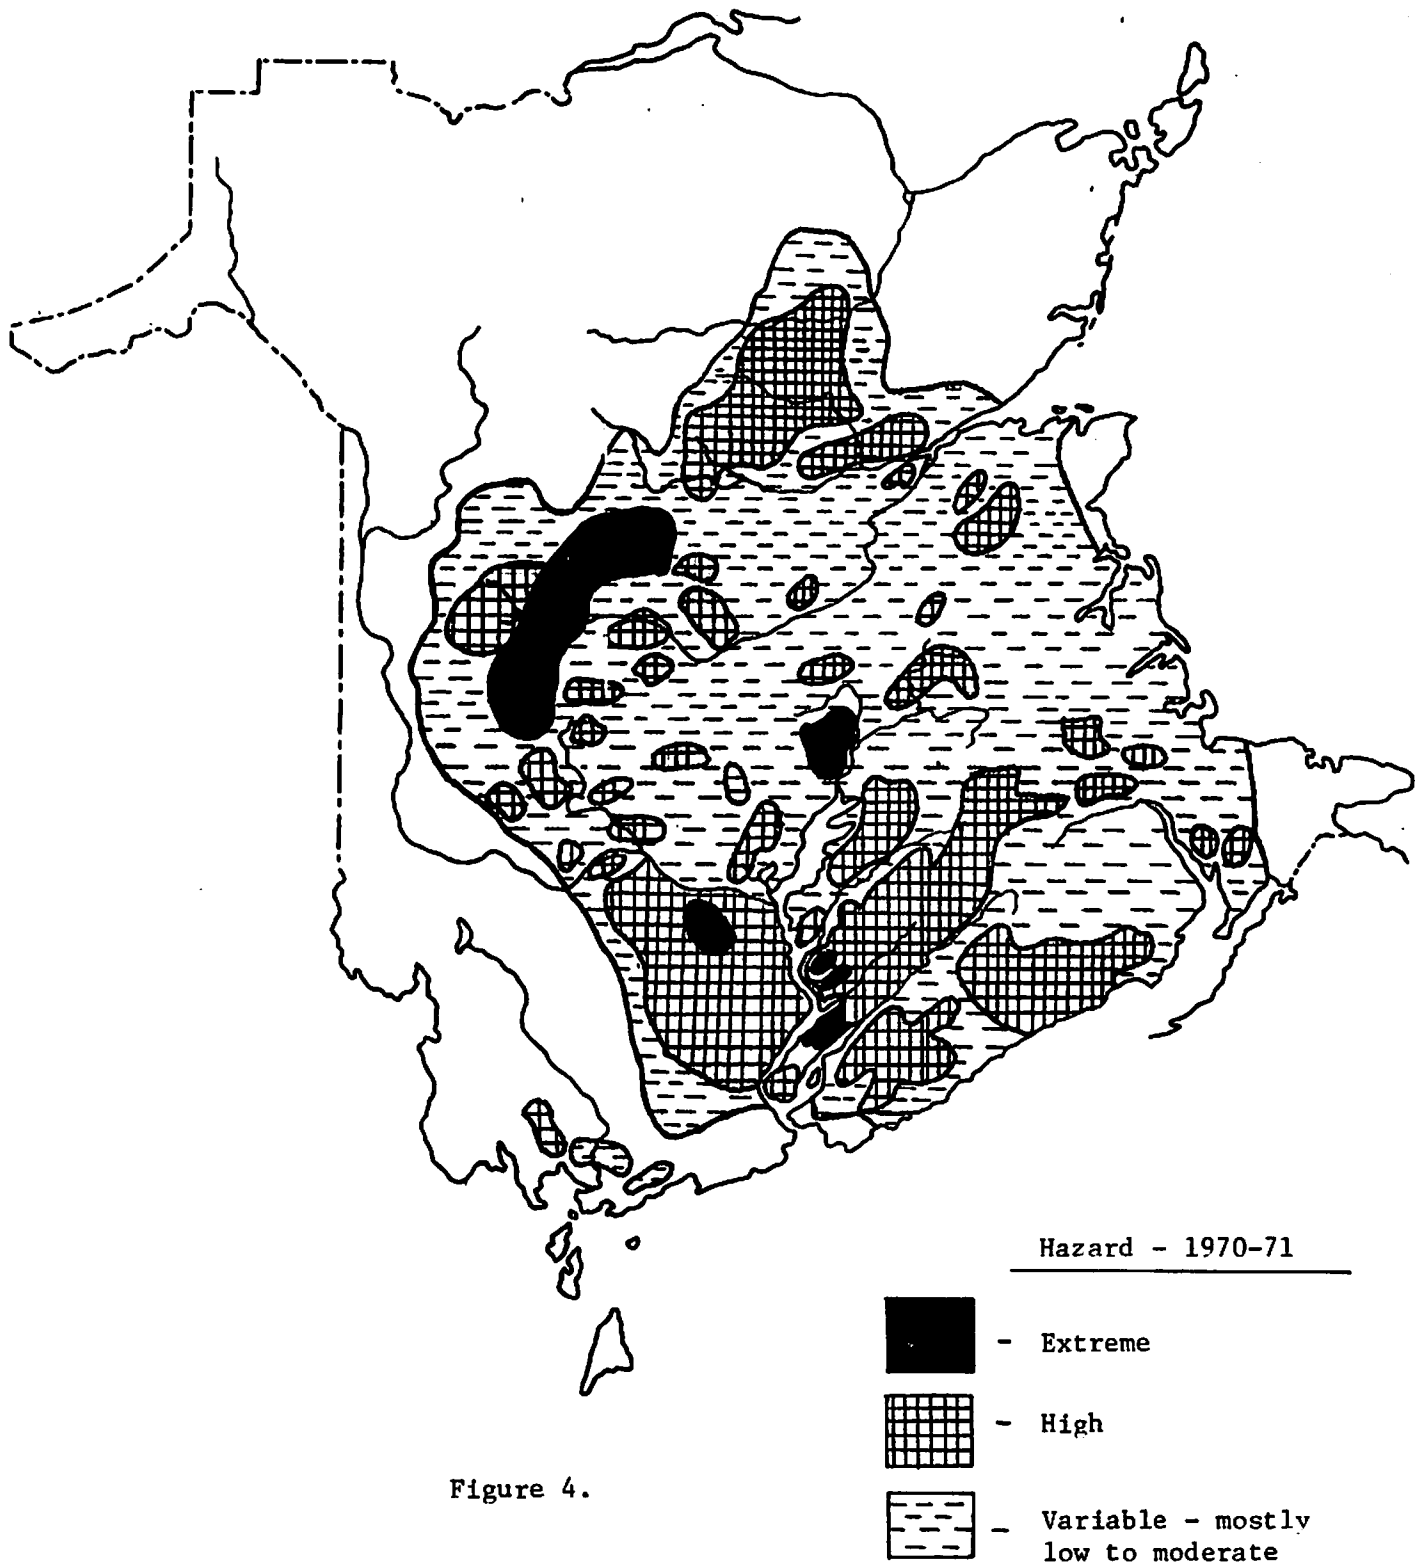 Hazard - 1970-71
- Extreme
- High
Figure 4.
- Variable - mostly
low to moderate